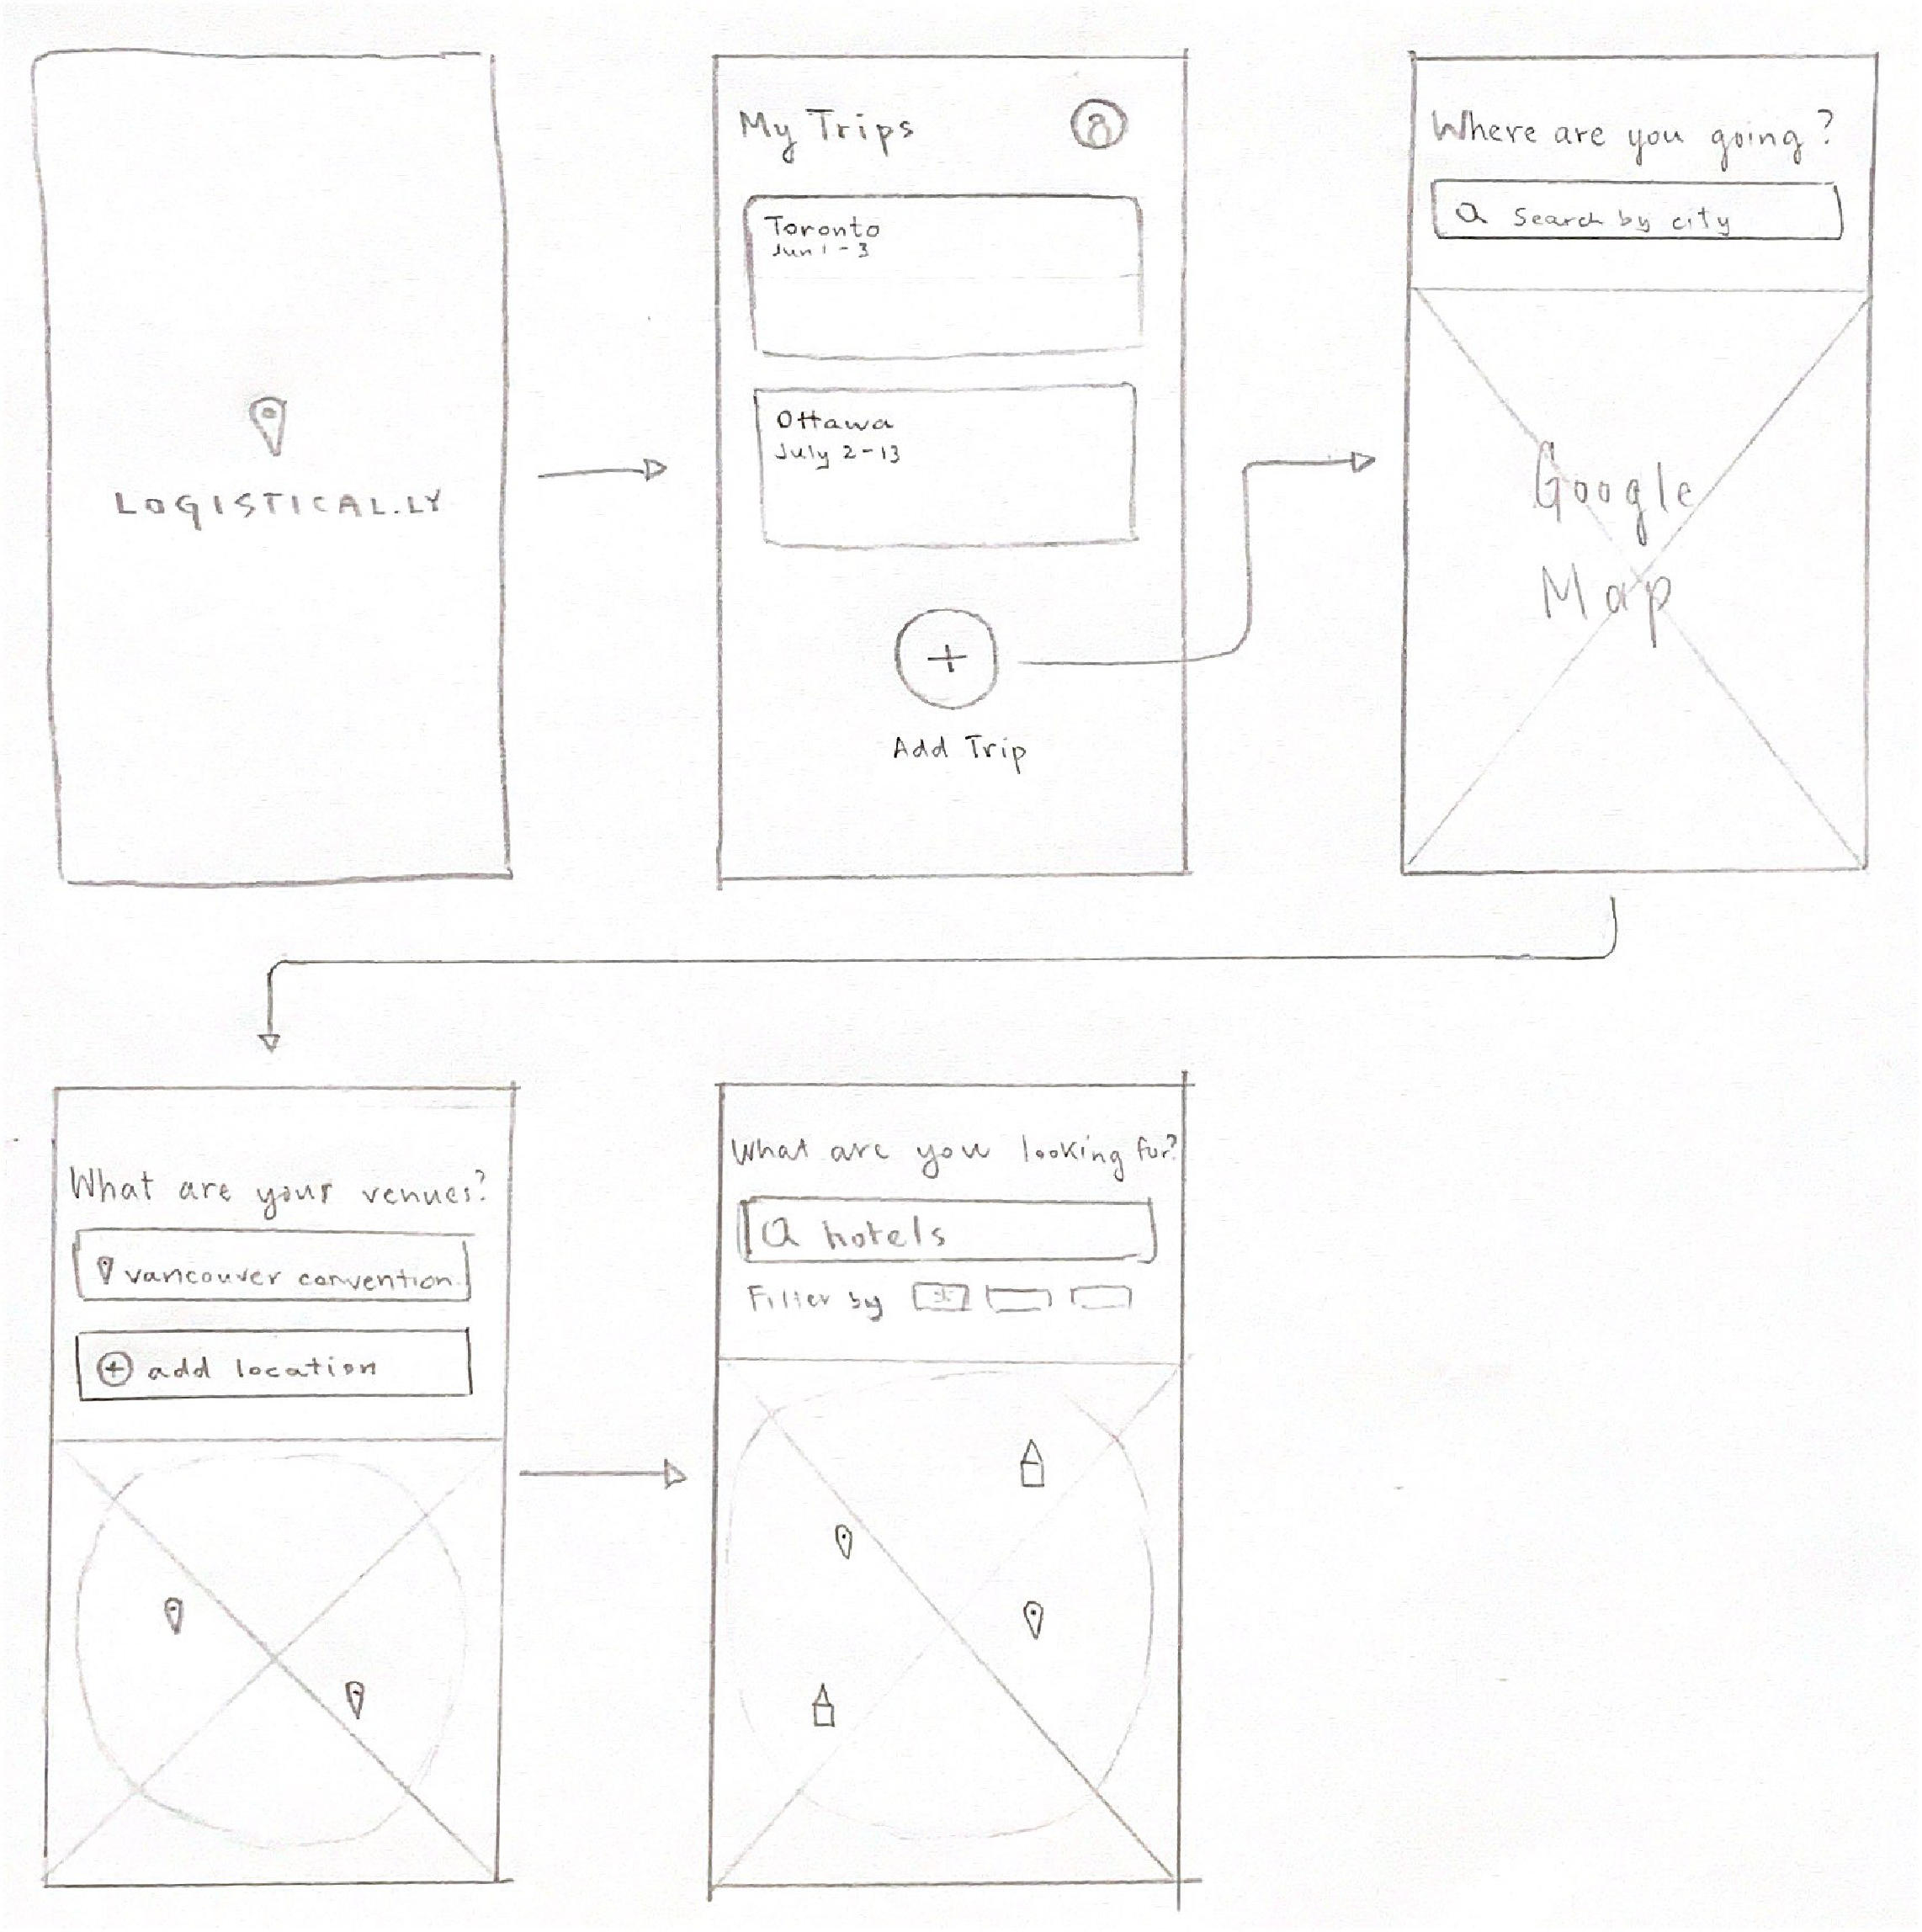 LOGISTICAL.LY
My Trips
Toronto
Jun 1-3
Ottawa
July 2-13
Add Trip
Where are you going?
Search by city
Google
Map
What are your venues?
vancouver convention
add location
What are you looking for?
hotels
Filter by